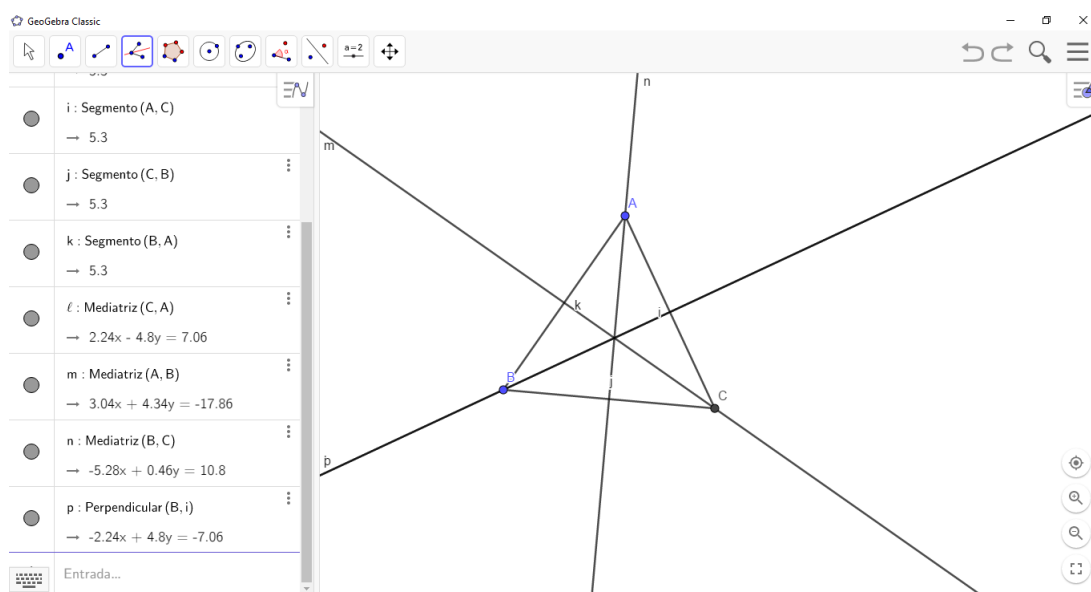 GeoGebra Classic
A
a=2
→ 5.3
i : Segmento (A, C)
→ 5.3
j : Segmento (C, B)
→ 5.3
k : Segmento (B, A)
→ 5.3
ℓ : Mediatriz (C, A)
→ 2.24x - 4.8y = 7.06
m : Mediatriz (A, B)
→ 3.04x + 4.34y = -17.86
n : Mediatriz (B, C)
→ -5.28x + 0.46y = 10.8
p : Perpendicular (B, i)
→ -2.24x + 4.8y = -7.06
Entrada...
n
m
A
k
i
B
j
C
p